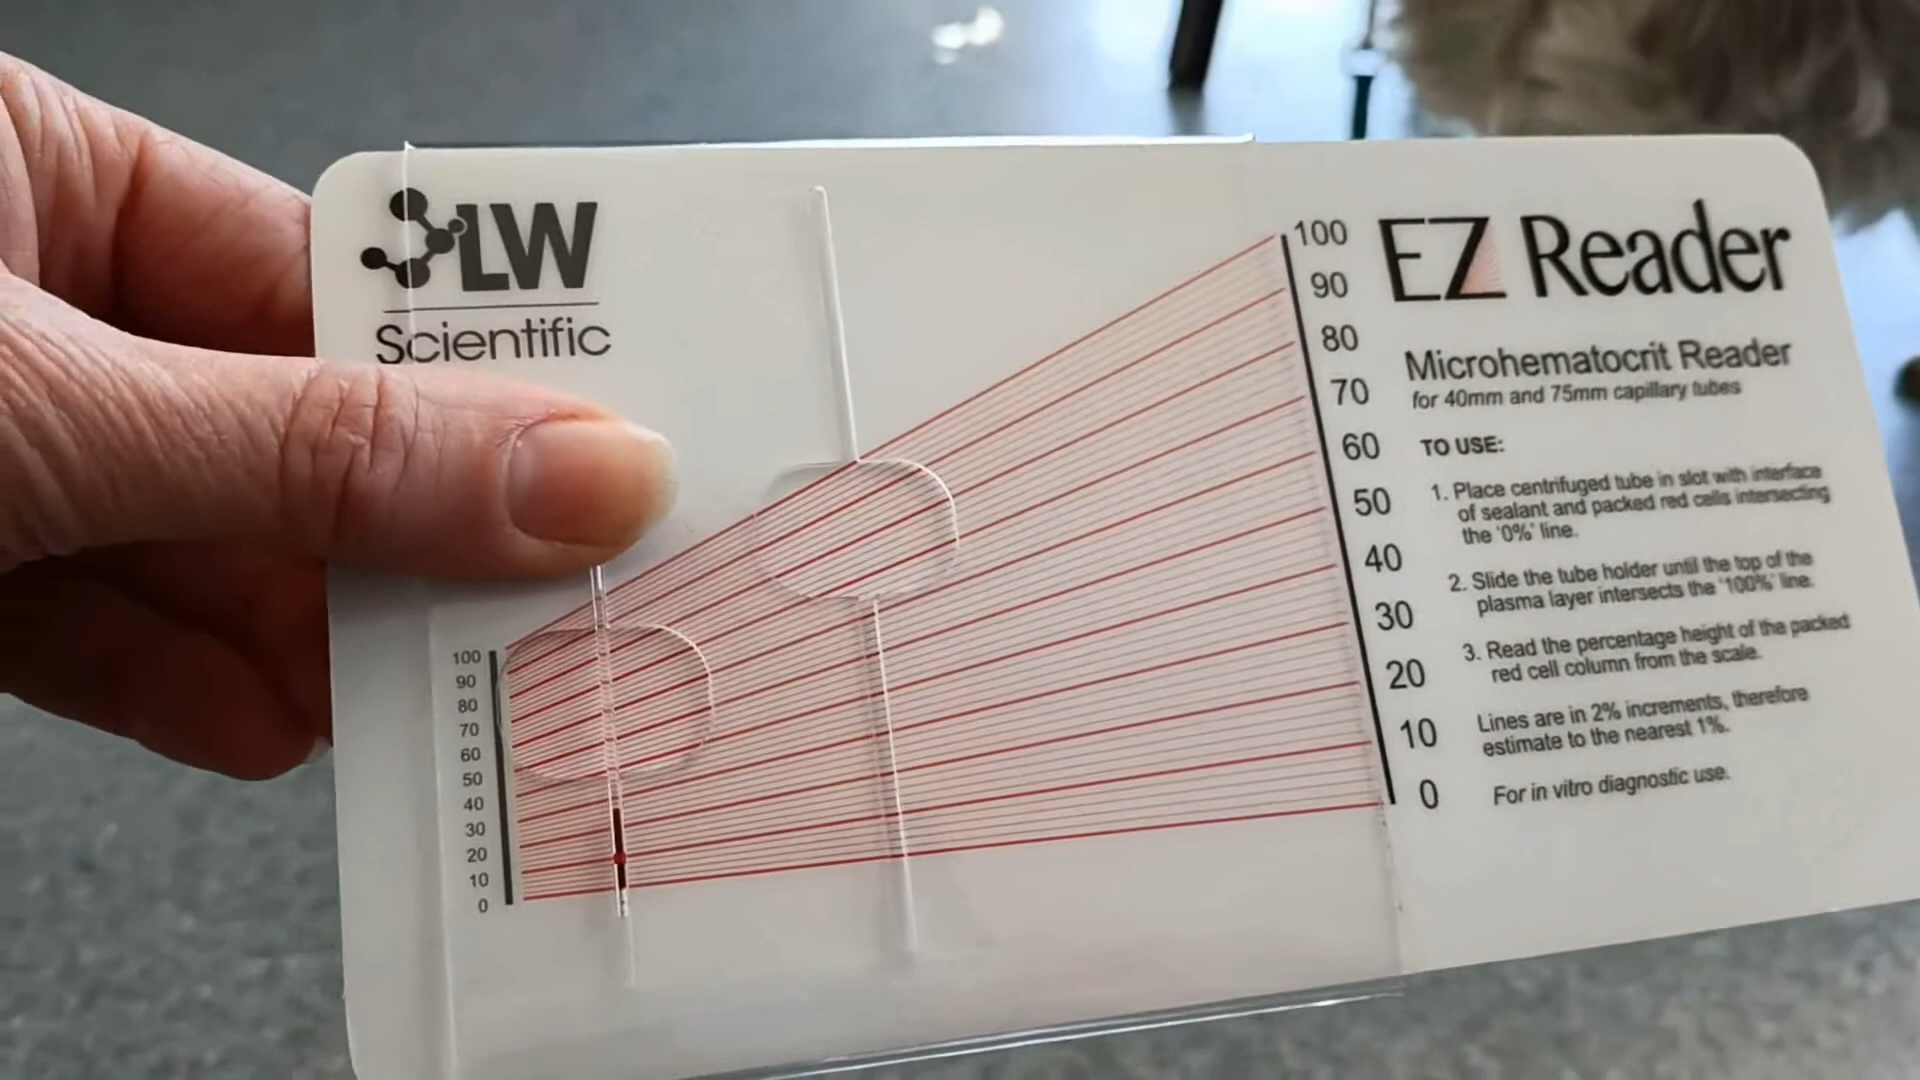 LW
Scientific
EZ Reader
Microhematocrit Reader
for 40mm and 75mm capillary tubes
TO USE:
1. Place centrifuged tube in slot with interface
of sealant and packed red cells intersecting
the '0%' line.
2. Slide the tube holder until the top of the
plasma layer intersects the '100%' line.
3. Read the percentage height of the packed
red cell column from the scale.
Lines are in 2% increments, therefore
estimate to the nearest 1%.
For in vitro diagnostic use.
100
90
80
70
60
50
40
30
20
10
0
100
90
80
70
60
50
40
30
20
10
0